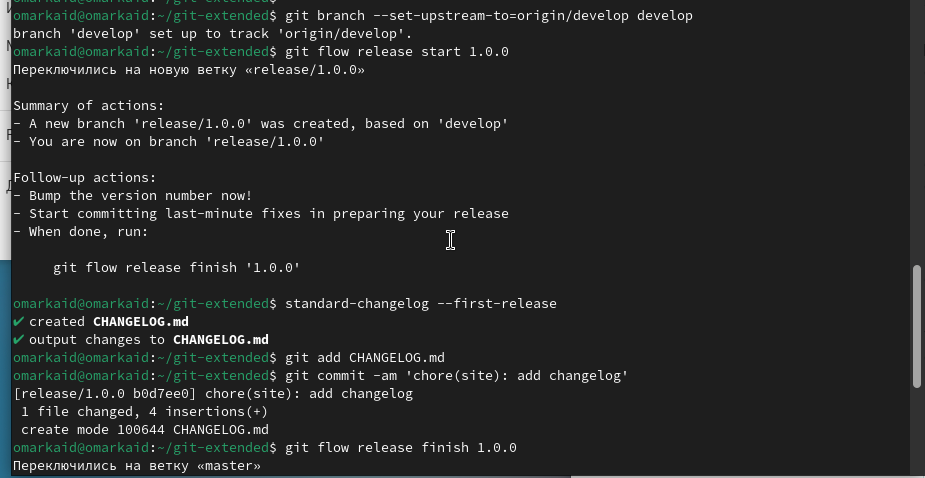 omarkaid@omarkaid:~/git-extended$ git branch --set-upstream-to=origin/develop develop
branch 'develop' set up to track 'origin/develop'.
omarkaid@omarkaid:~/git-extended$ git flow release start 1.0.0
Переключились на новую ветку «release/1.0.0»
Summary of actions:
- A new branch 'release/1.0.0' was created, based on 'develop'
- You are now on branch 'release/1.0.0'
Follow-up actions:
- Bump the version number now!
- Start committing last-minute fixes in preparing your release
- When done, run:
git flow release finish '1.0.0'
omarkaid@omarkaid:~/git-extended$ standard-changelog --first-release
✔ created CHANGELOG.md
✔ output changes to CHANGELOG.md
omarkaid@omarkaid:~/git-extended$ git add CHANGELOG.md
omarkaid@omarkaid:~/git-extended$ git commit -am 'chore(site): add changelog'
[release/1.0.0 b0d7ee0] chore(site): add changelog
1 file changed, 4 insertions(+)
create mode 100644 CHANGELOG.md
omarkaid@omarkaid:~/git-extended$ git flow release finish 1.0.0
Переключились на ветку «master»